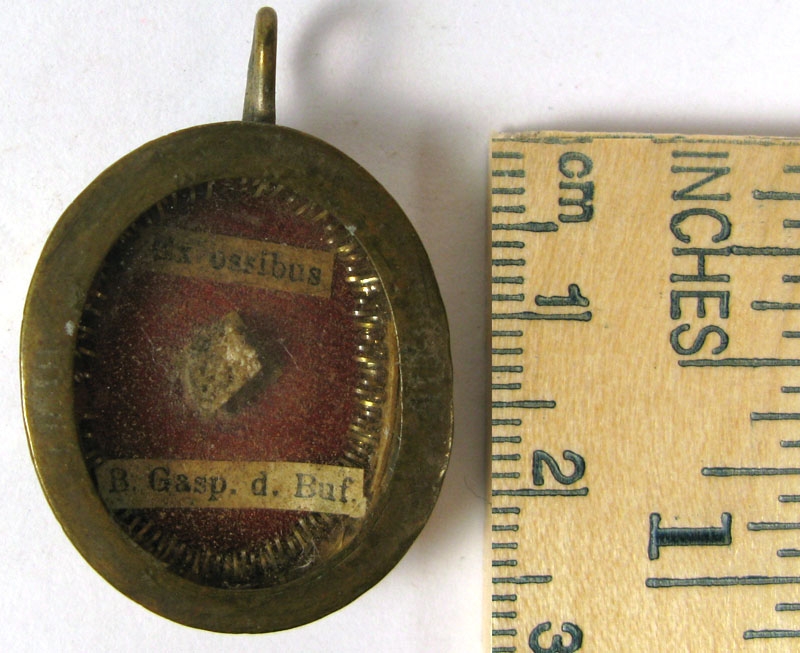 Ex ossibus
B. Gasp. d. Buf.
cm
1
2
3
INCHES
1